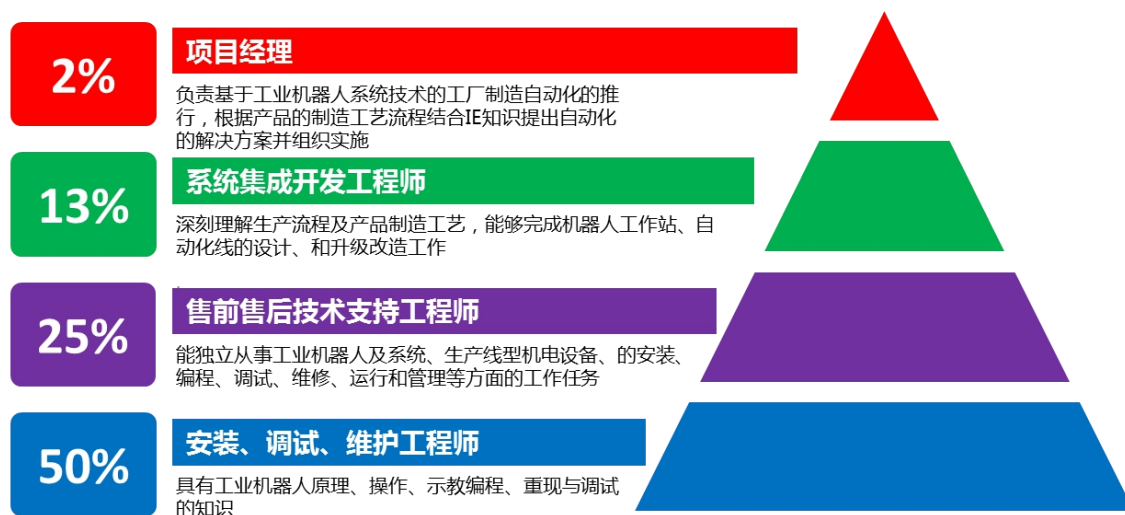 2%
项目经理
负责基于工业机器人系统技术的工厂制造自动化的推
行，根据产品的制造工艺流程结合IE知识提出自动化
的解决方案并组织实施
13%
系统集成开发工程师
深刻理解生产流程及产品制造工艺，能够完成机器人工作站、自
动化线的设计、和升级改造工作
25%
售前售后技术支持工程师
能独立从事工业机器人及系统、生产线型机电设备、的安装、
编程、调试、维修、运行和管理等方面的工作任务
50%
安装、调试、维护工程师
具有工业机器人原理、操作、示教编程、重现与调试
的知识